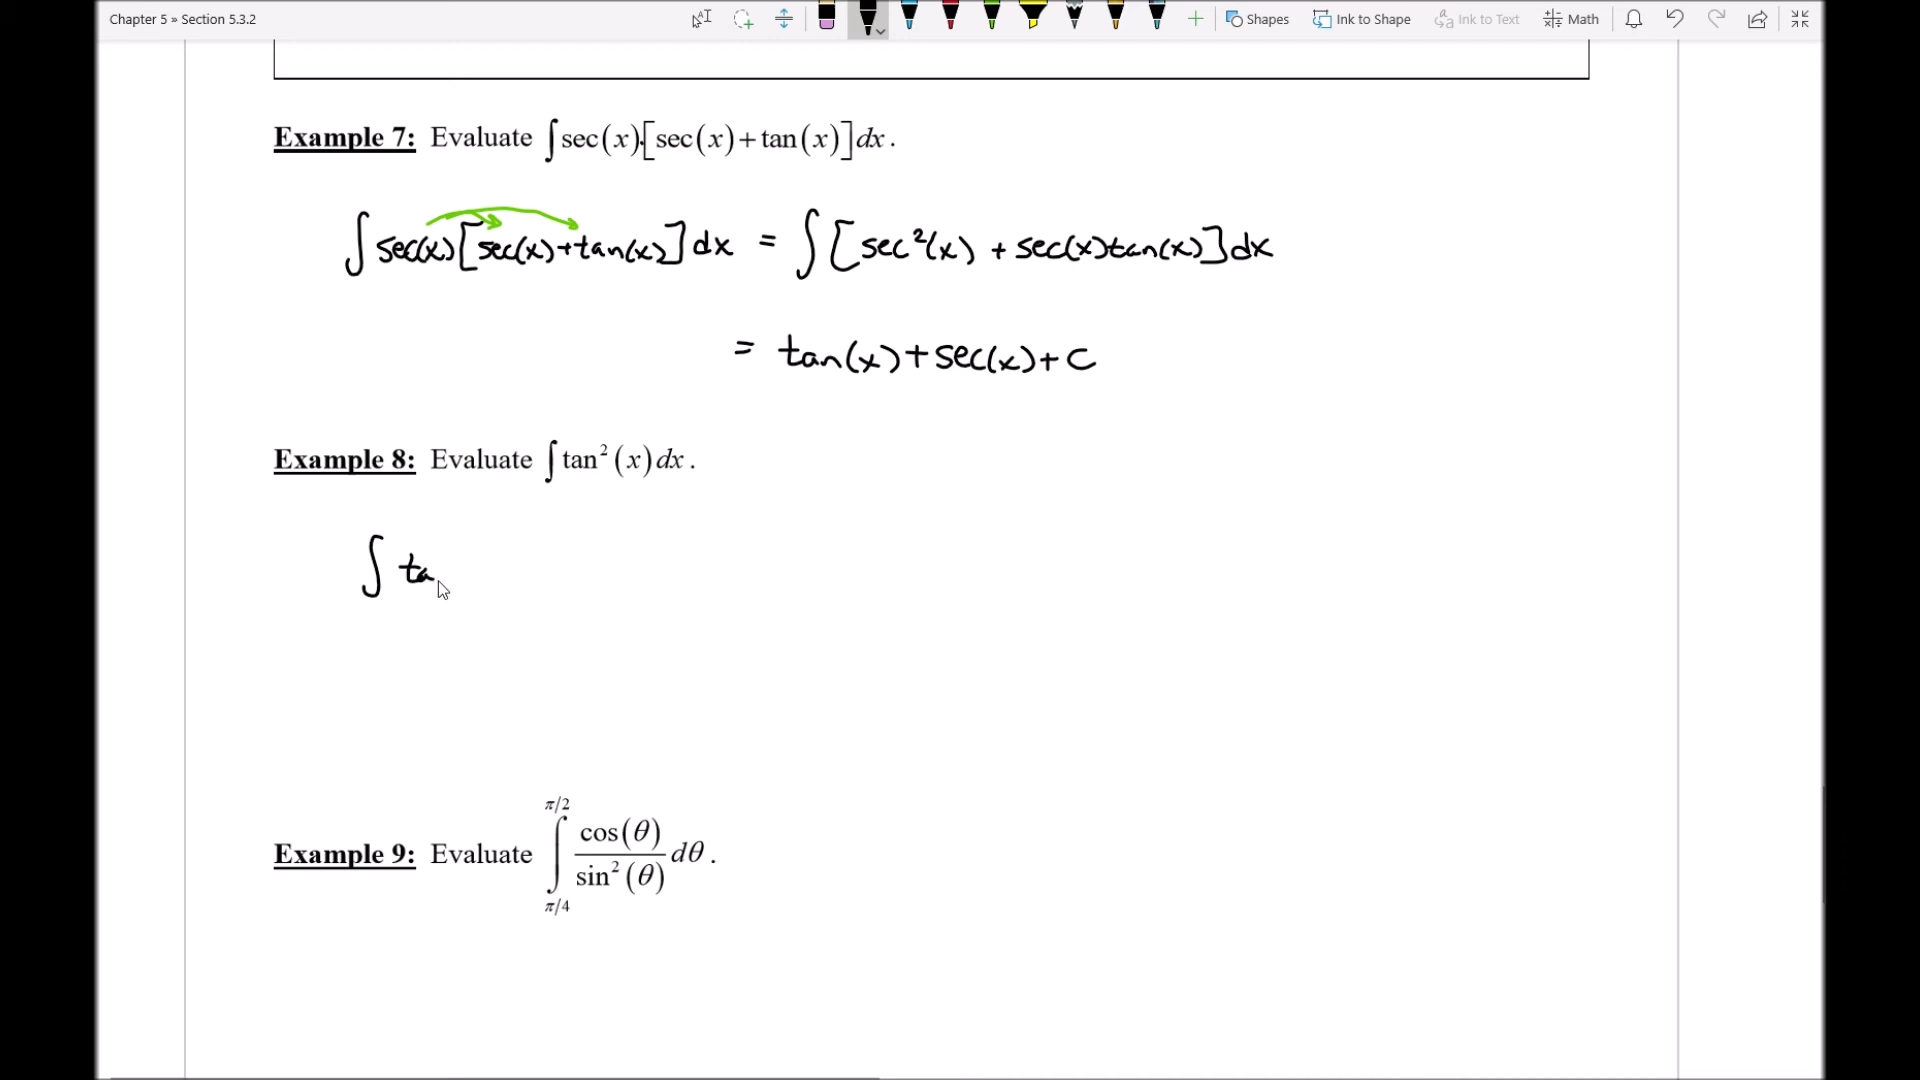 Chapter 5 » Section 5.3.2
Shapes
Ink to Shape
Ink to Text
Math
Example 7: Evaluate ∫sec(x)[sec(x)+tan(x)]dx.
∫ sec(x)[sec(x)+tan(x)] dx = ∫ [sec²(x) + sec(x)tan(x)] dx
= tan(x)+sec(x)+C
Example 8: Evaluate ∫tan²(x)dx.
∫ ta
Example 9: Evaluate ∫_{π/4}^{π/2} cos(θ)/sin²(θ) dθ.